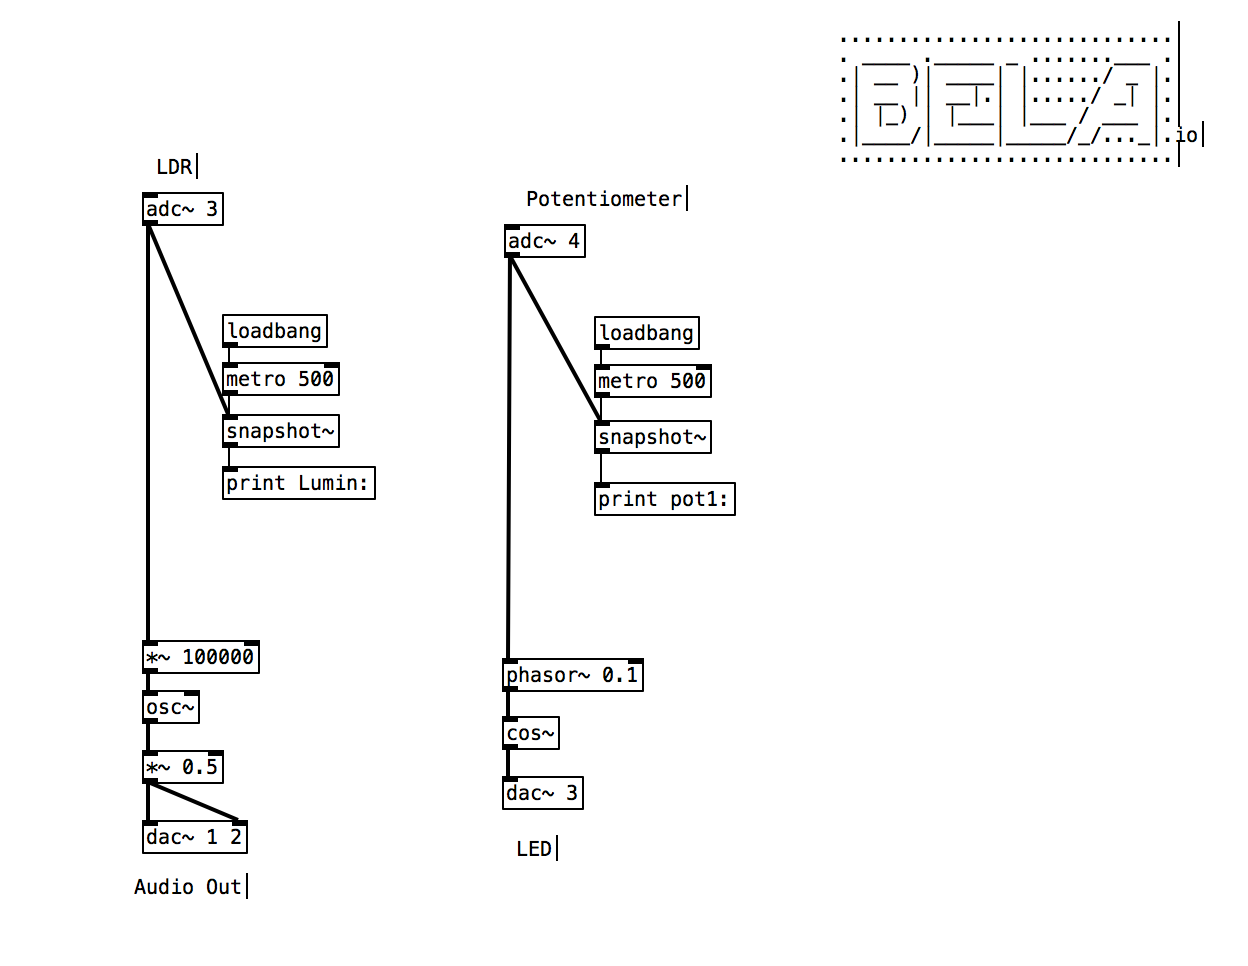 io
LDR
adc~ 3
loadbang
metro 500
snapshot~
print Lumin:
*~ 100000
osc~
*~ 0.5
dac~ 1 2
Audio Out
Potentiometer
adc~ 4
loadbang
metro 500
snapshot~
print pot1:
phasor~ 0.1
cos~
dac~ 3
LED
BELA